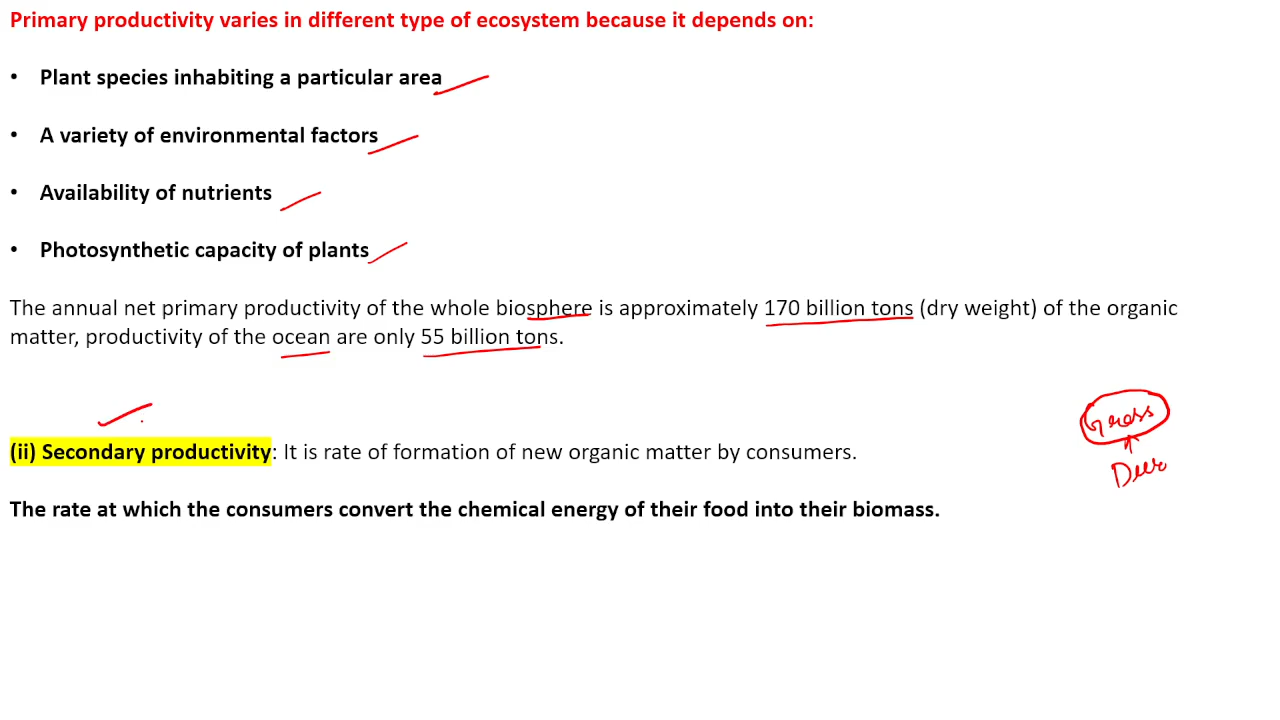 Primary productivity varies in different type of ecosystem because it depends on:
• Plant species inhabiting a particular area
• A variety of environmental factors
• Availability of nutrients
• Photosynthetic capacity of plants
The annual net primary productivity of the whole biosphere is approximately 170 billion tons (dry weight) of the organic
matter, productivity of the ocean are only 55 billion tons.
Grass
(ii) Secondary productivity: It is rate of formation of new organic matter by consumers.
Deer
The rate at which the consumers convert the chemical energy of their food into their biomass.